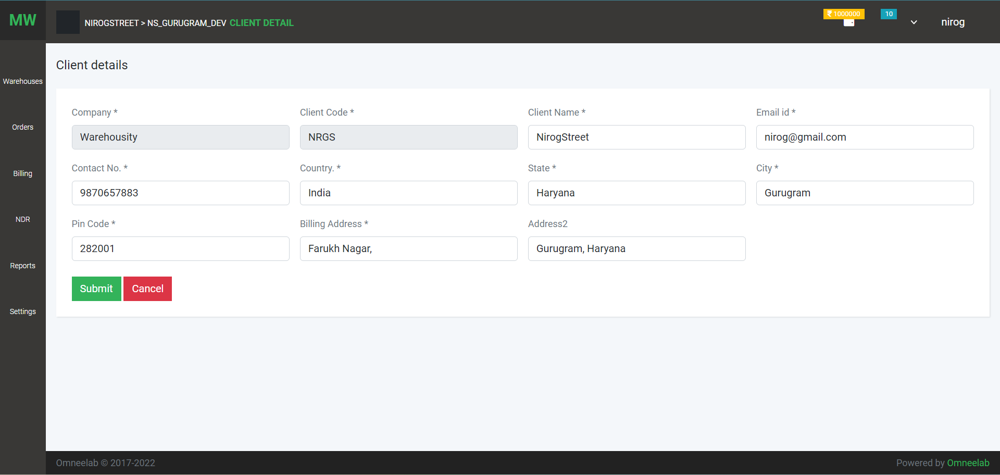 MW
NIROGSTREET > NS_GURUGRAM_DEV CLIENT DETAIL
₹ 1000000
10
nirog
Warehouses
Orders
Billing
NDR
Reports
Settings
Client details
Company *
Client Code *
Client Name *
Email id *
Warehousity
NRGS
NirogStreet
nirog@gmail.com
Contact No. *
Country. *
State *
City *
9870657883
India
Haryana
Gurugram
Pin Code *
Billing Address *
Address2
282001
Farukh Nagar,
Gurugram, Haryana
Submit
Cancel
Omneelab © 2017-2022
Powered by Omneelab